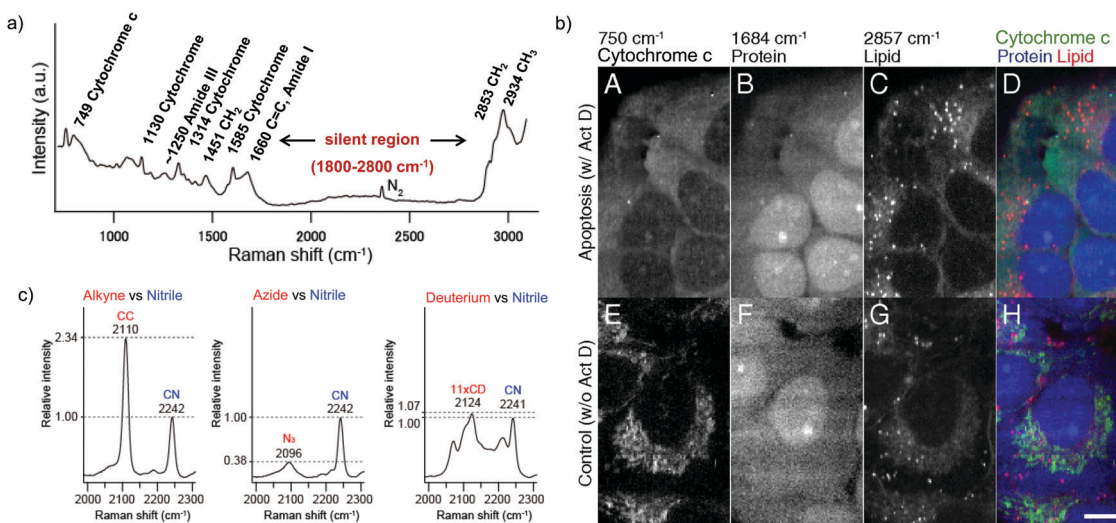 a)
749 Cytochrome c
1130 Cytochrome
~1250 Amide III
1314 Cytochrome
1451 CH2
1585 Cytochrome
1660 C=C, Amide I
silent region
(1800-2800 cm-1)
N2
2853 CH2
2934 CH3
Intensity (a.u.)
1000
1500
2000
2500
3000
Raman shift (cm-1)
b)
750 cm-1
Cytochrome c
1684 cm-1
Protein
2857 cm-1
Lipid
Cytochrome c
Protein Lipid
Apoptosis (w/ Act D)
A
B
C
D
Control (w/o Act D)
E
F
G
H
c)
Alkyne vs Nitrile
CC
2110
2.34
CN
2242
1.00
Relative intensity
2000 2100 2200 2300
Raman shift (cm-1)
Azide vs Nitrile
CN
2242
1.00
N3
2096
0.38
Relative intensity
2000 2100 2200 2300
Raman shift (cm-1)
Deuterium vs Nitrile
11xCD
2124
CN
2241
1.07
1.00
Relative intensity
2000 2100 2200 2300
Raman shift (cm-1)